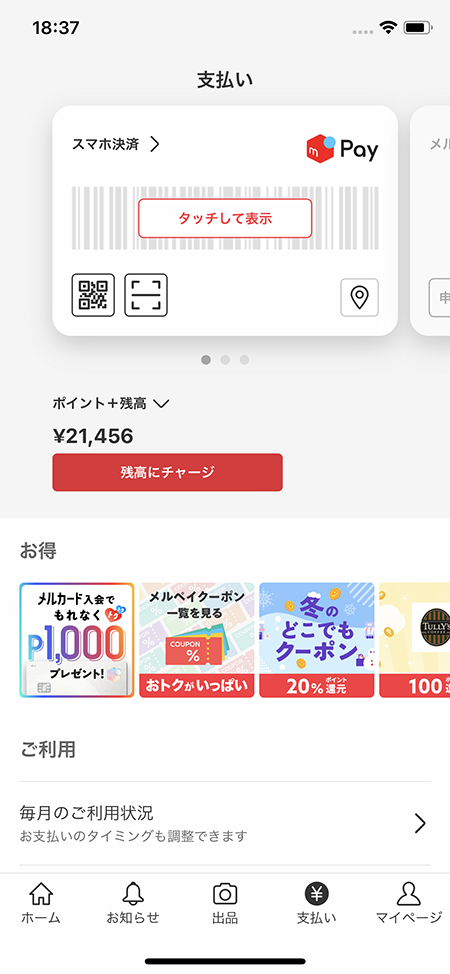 18:37
支払い
スマホ決済
m Pay
メル
タッチして表示
申
ポイント＋残高
¥21,456
残高にチャージ
お得
メルカード入会で
もれなく
P1,000
プレゼント!
メルペイクーポン
一覧を見る
COUPON
%
おトクがいっぱい
冬の
どこでも
クーポン
20% ポイント還元
TULLY'S
COFFEE
100
ご利用
毎月のご利用状況
お支払いのタイミングも調整できます
ホーム
お知らせ
出品
支払い
マイページ